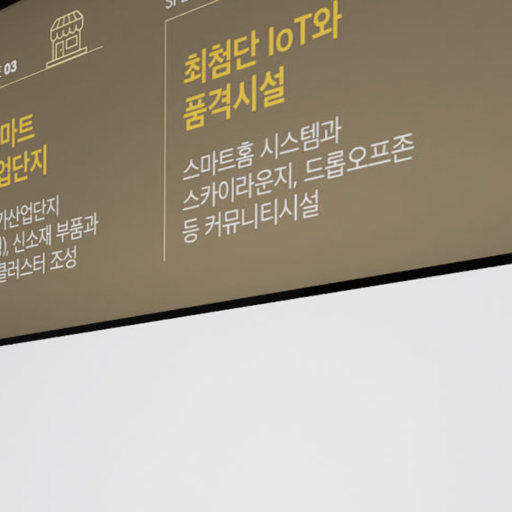 03
마트
업단지
가산업단지
), 신소재 부품과
클러스터 조성
최첨단 IoT와
품격시설
스마트홈 시스템과
스카이라운지, 드롭오프존
등 커뮤니티시설